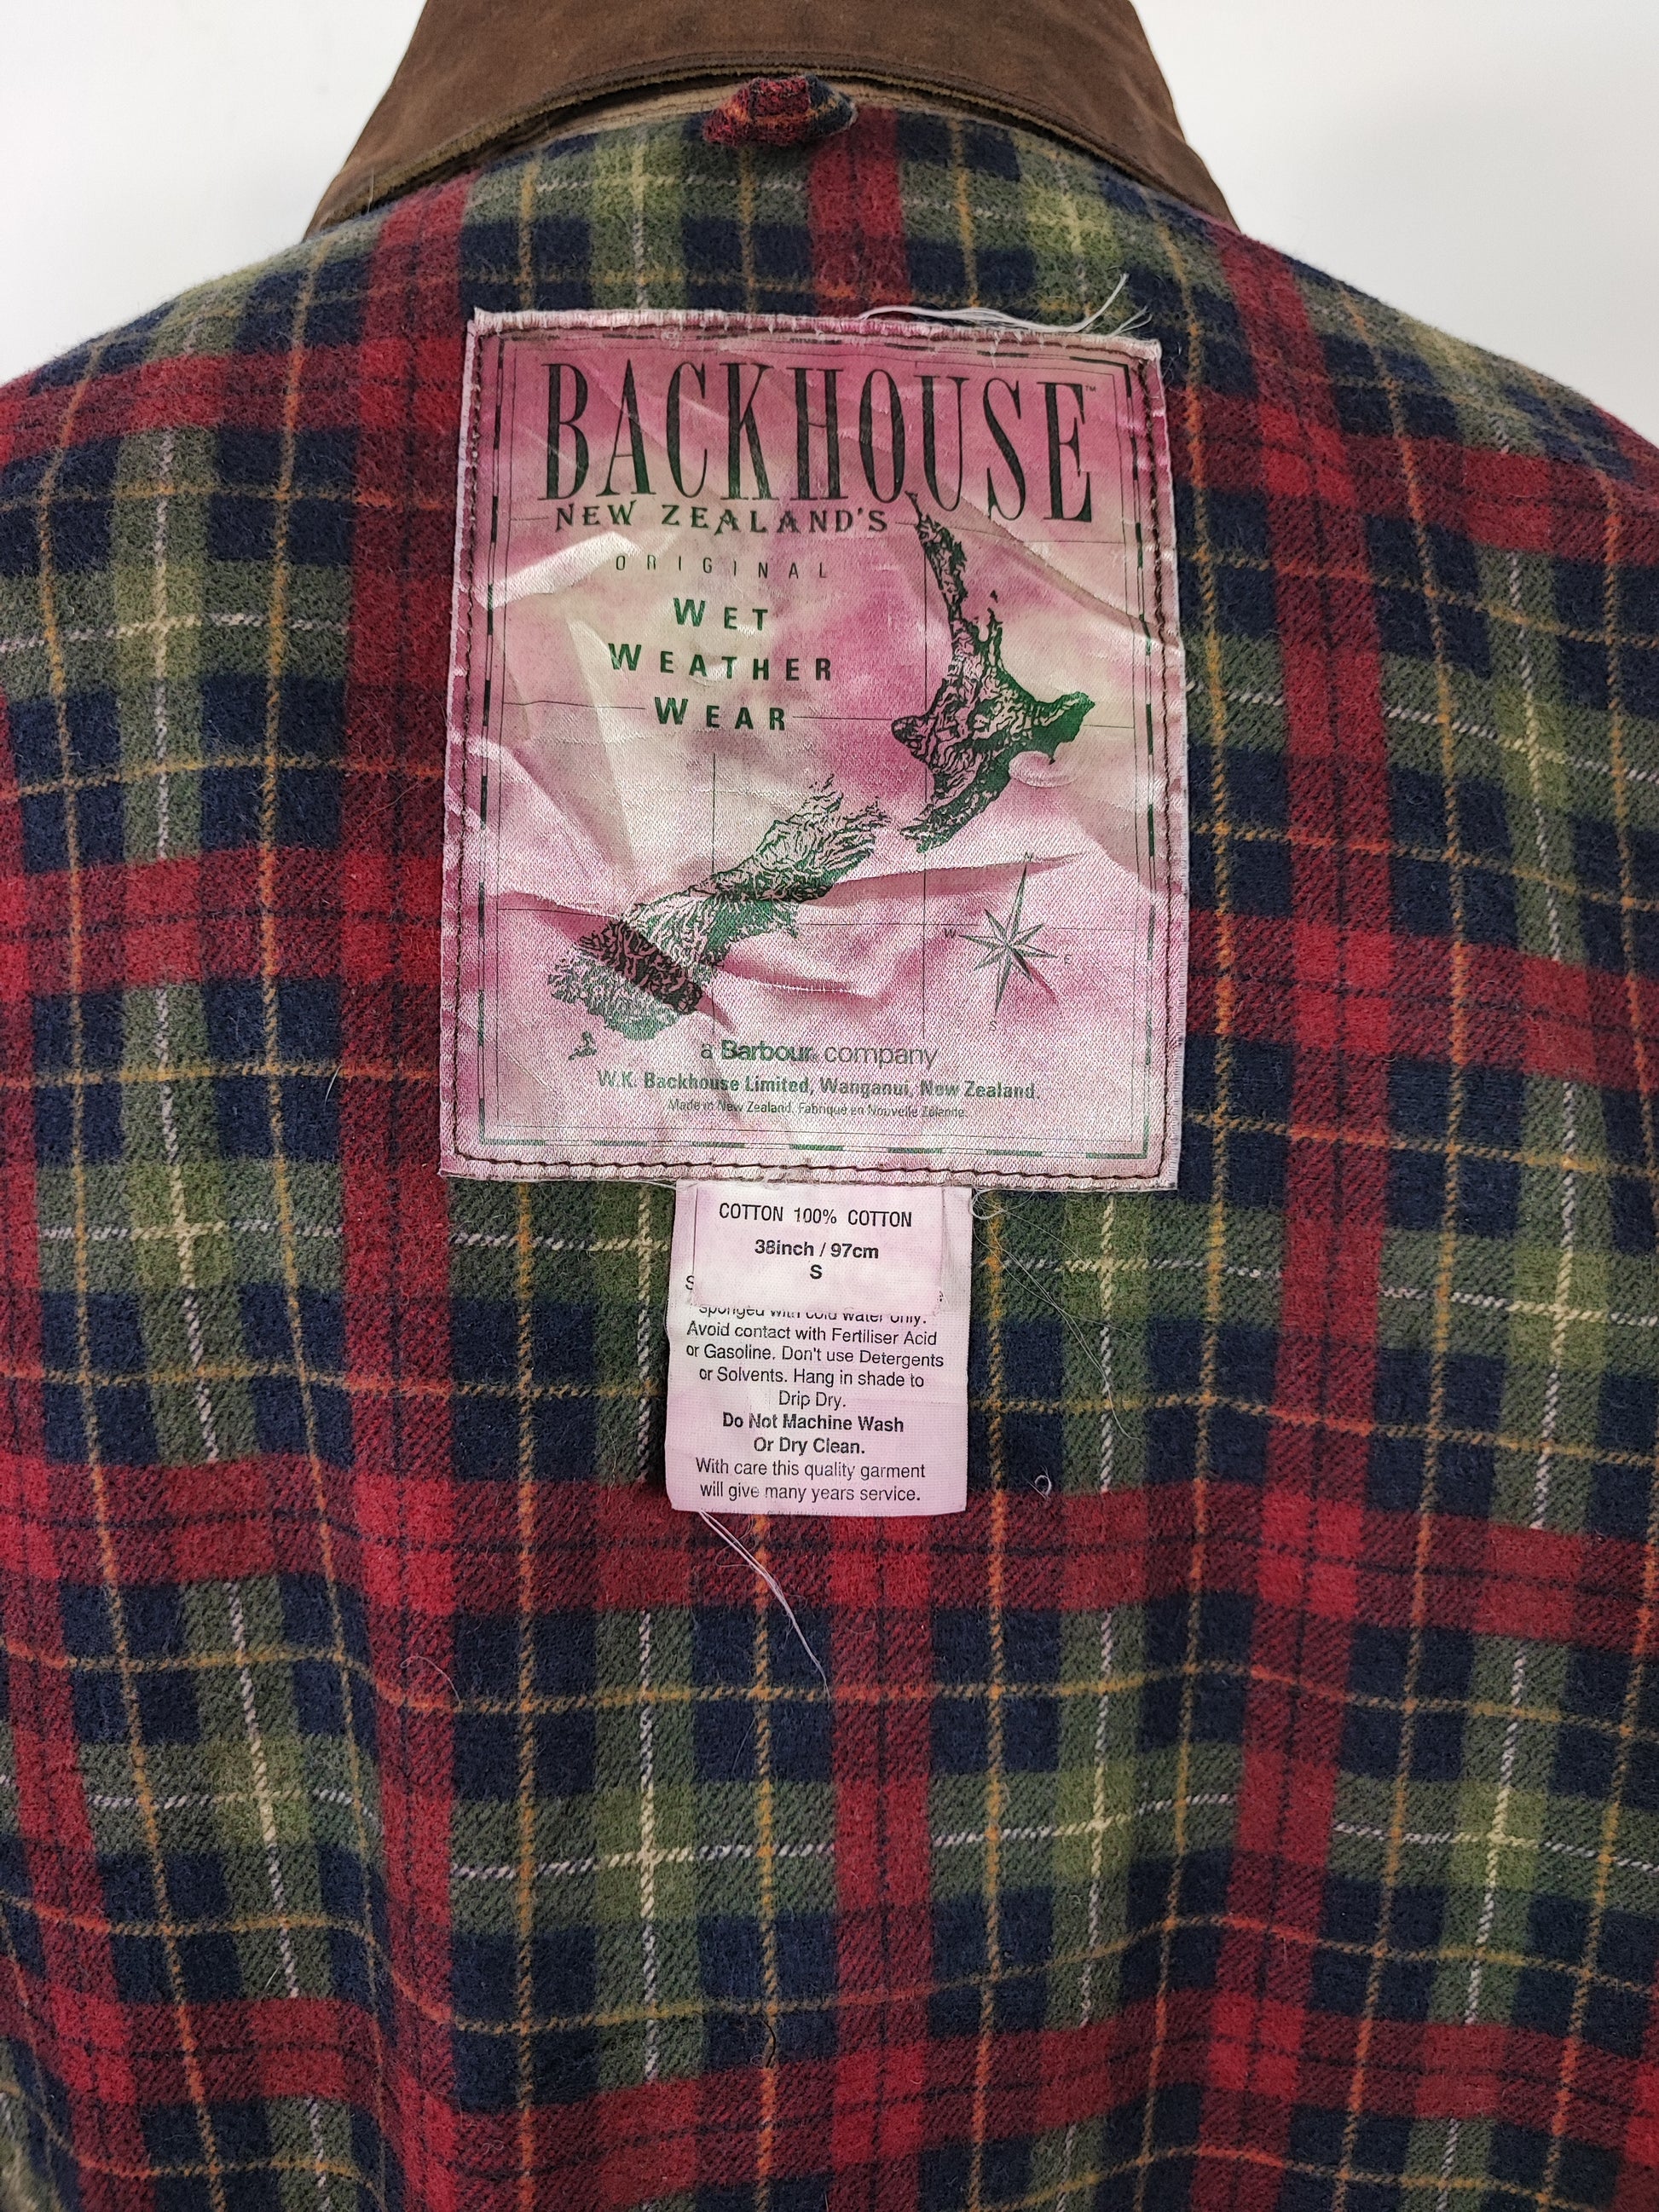 BACKHOUSE™
NEW ZEALAND'S
ORIGINAL
WET
WEATHER
WEAR
N
W E
S
a Barbour company
W.K. Backhouse Limited, Wanganui, New Zealand.
Made in New Zealand. Fabriqué en Nouvelle Zélande.
COTTON 100% COTTON
38inch / 97cm
S
sponged with cold water only.
Avoid contact with Fertiliser Acid
or Gasoline. Don't use Detergents
or Solvents. Hang in shade to
Drip Dry.
Do Not Machine Wash
Or Dry Clean.
With care this quality garment
will give many years service.